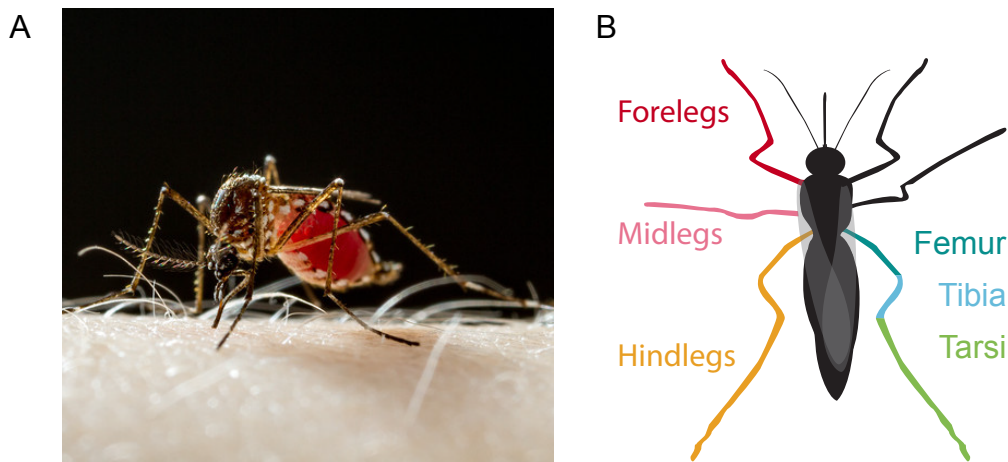 A
B
Forelegs
Midlegs
Hindlegs
Femur
Tibia
Tarsi